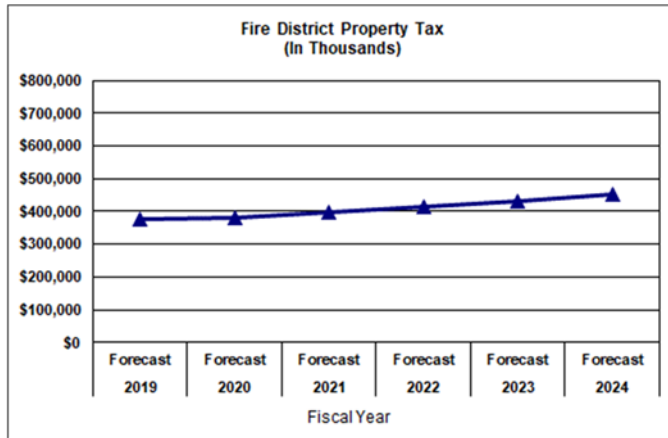 Fire District Property Tax
(In Thousands)
$800,000
$700,000
$600,000
$500,000
$400,000
$300,000
$200,000
$100,000
$0
Forecast Forecast Forecast Forecast Forecast Forecast
2019 2020 2021 2022 2023 2024
Fiscal Year